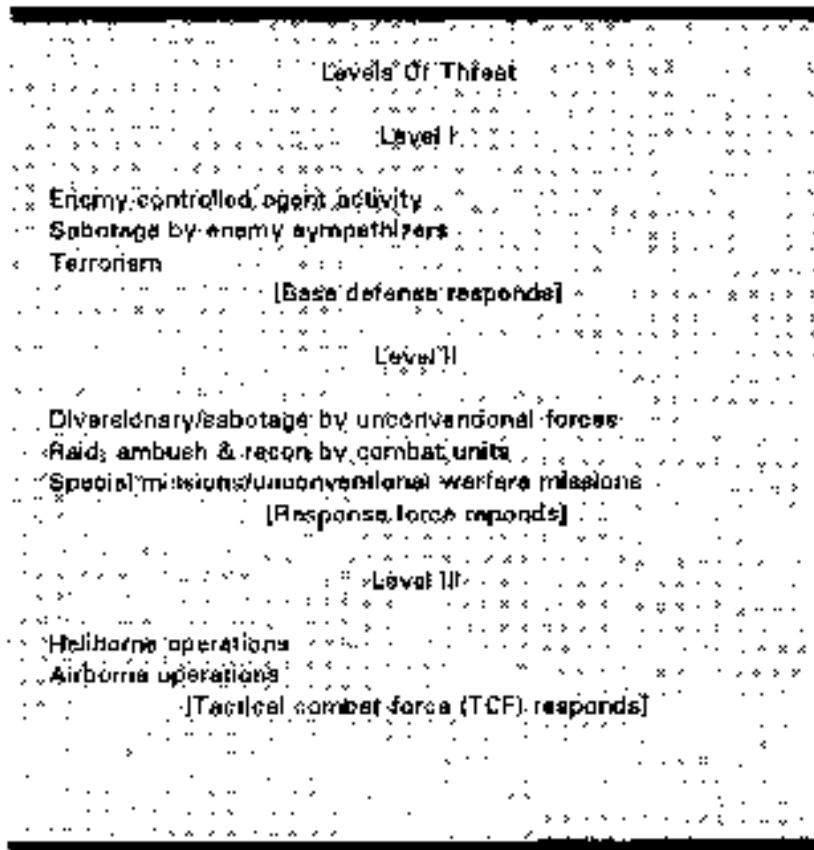 Levels Of Threat
Level I
Enemy controlled agent activity
Sabotage by enemy sympathizers
Terrorism
[Base defense responds]
Level II
Diversionary/sabotage by unconventional forces
Raid, ambush & recon by combat units
Special missions/unconventional warfare missions
[Response force reponds]
Level III
Heliborne operations
Airborne operations
[Tactical combat force (TCF) responds]